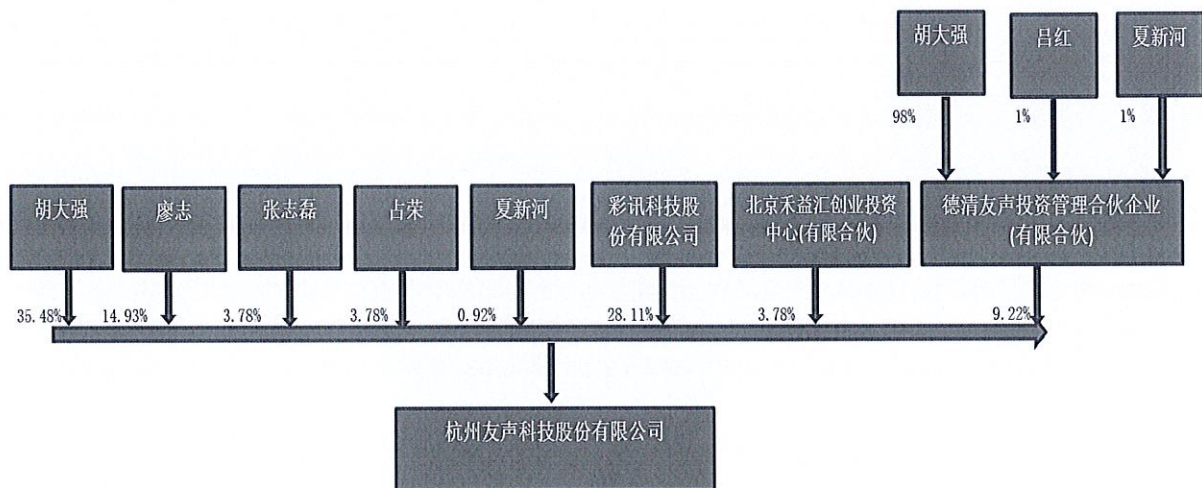 胡大强
吕红
夏新河
98%
1%
1%
胡大强
廖志
张志磊
占荣
夏新河
彩讯科技股
份有限公司
北京禾益汇创业投资
中心(有限合伙)
德清友声投资管理合伙企业
(有限合伙)
35.48%
14.93%
3.78%
3.78%
0.92%
28.11%
3.78%
9.22%
杭州友声科技股份有限公司